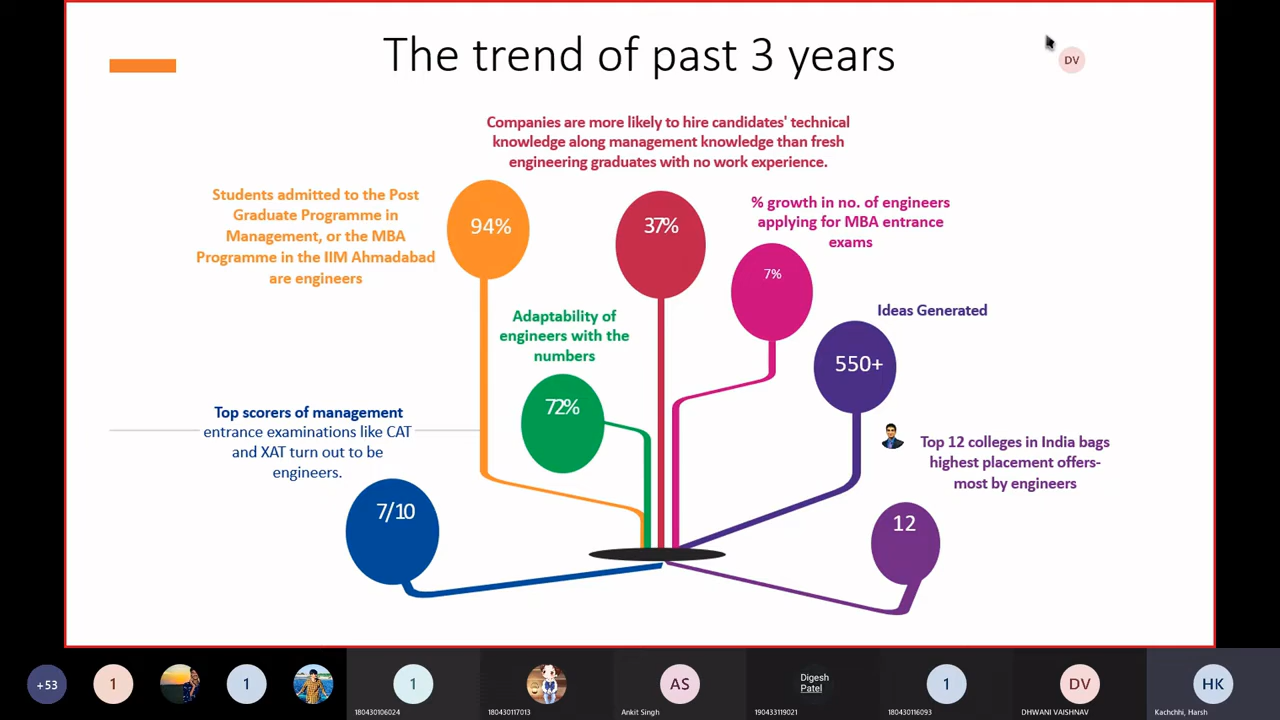 The trend of past 3 years
DV
Companies are more likely to hire candidates' technical
knowledge along management knowledge than fresh
engineering graduates with no work experience.
Students admitted to the Post
Graduate Programme in
Management, or the MBA
Programme in the IIM Ahmadabad
are engineers
94%
37%
% growth in no. of engineers
applying for MBA entrance
exams
7%
Adaptability of
engineers with the
numbers
72%
Ideas Generated
550+
Top scorers of management
entrance examinations like CAT
and XAT turn out to be
engineers.
7/10
Top 12 colleges in India bags
highest placement offers-
most by engineers
12
+53
1
1
1
180430106024
180430117013
AS
Ankit Singh
Digesh
Patel
190433119021
1
180430116093
DV
DHWANI VAISHNAV
HK
Kachchhi, Harsh